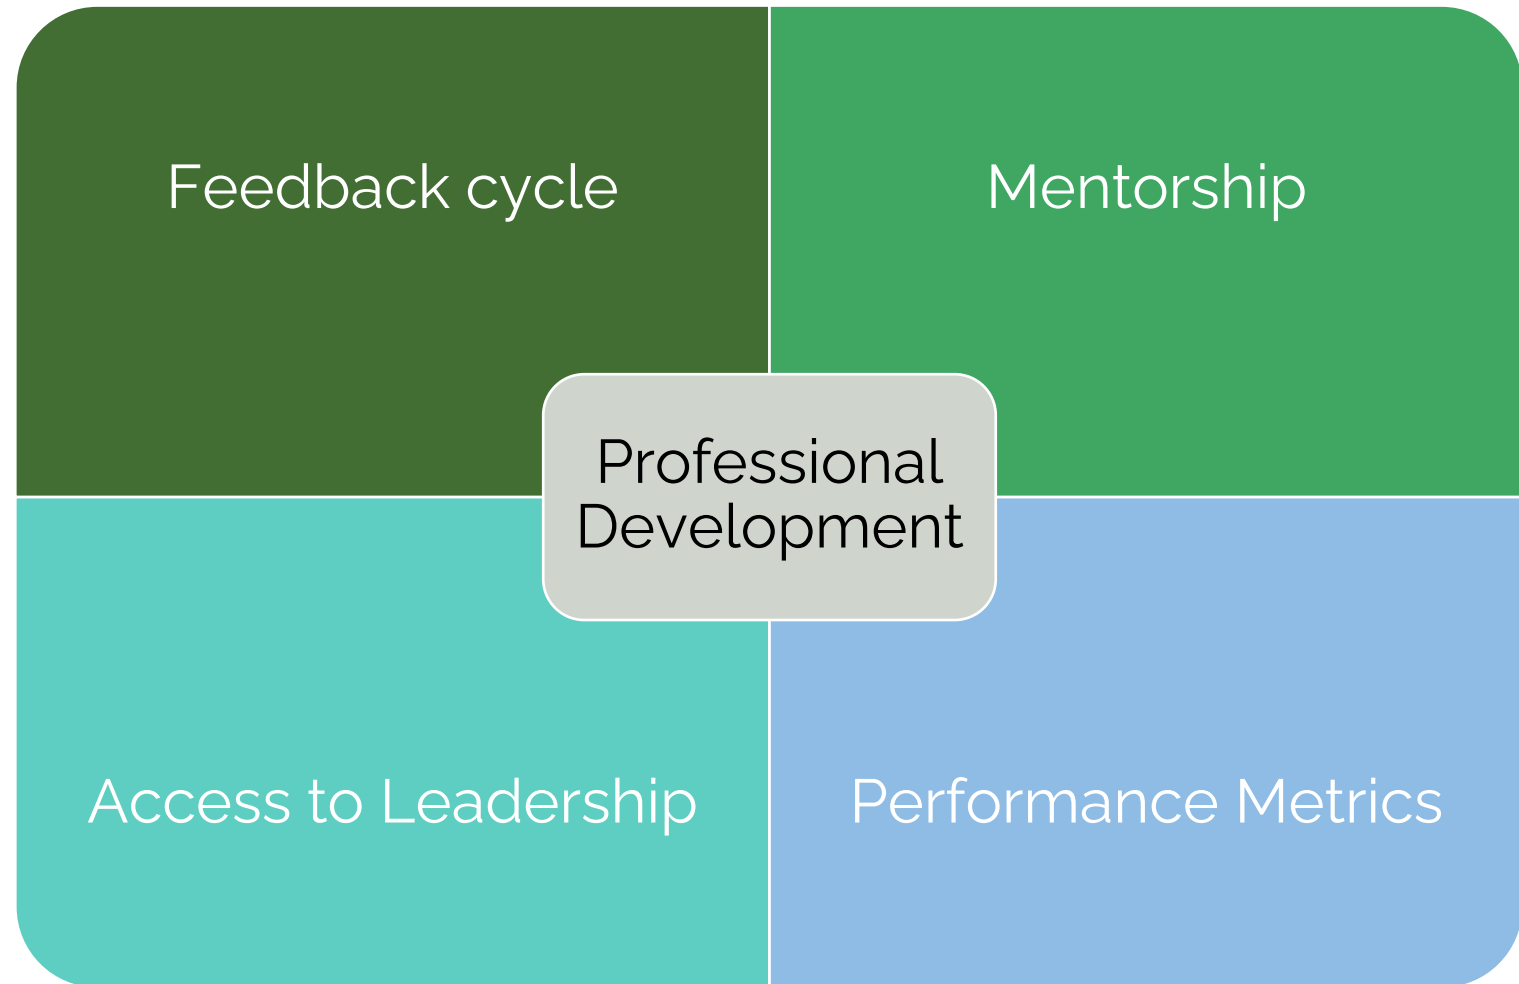 Feedback cycle
Mentorship
Professional
Development
Access to Leadership
Performance Metrics